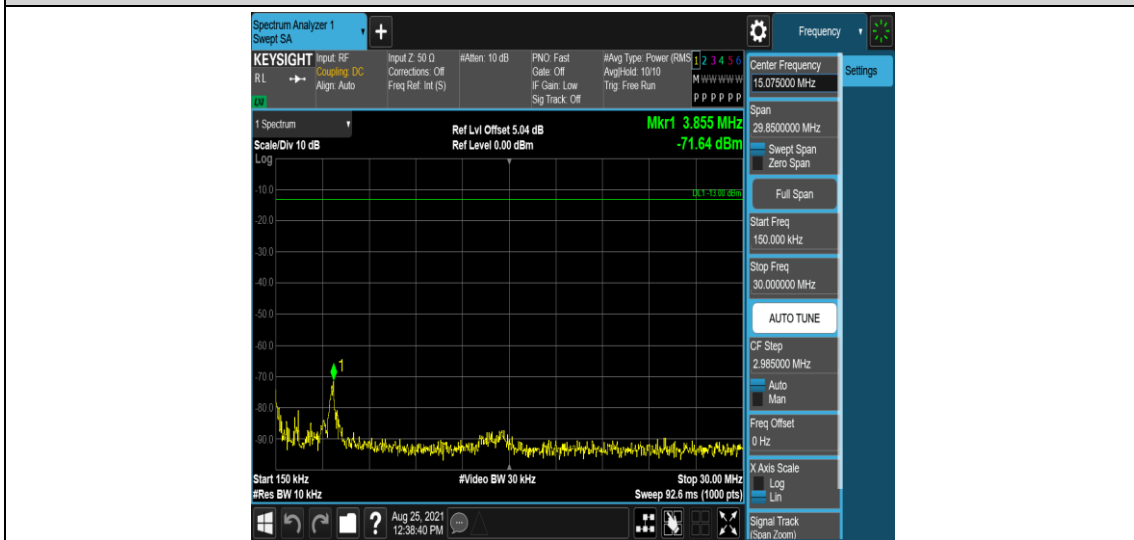 Spectrum Analyzer 1
Swept SA
+
Frequency
KEYSIGHT
RL
Input: RF
Coupling: DC
Align: Auto
Input Z: 50 Ω
Corrections: Off
Freq Ref: Int (S)
#Atten: 10 dB
PNO: Fast
Gate: Off
IF Gain: Low
Sig Track: Off
#Avg Type: Power (RMS
Avg|Hold: 10/10
Trig: Free Run
1 2 3 4 5 6
M W W W W W
P P P P P P
1 Spectrum
Scale/Div 10 dB
Log
Ref Lvl Offset 5.04 dB
Ref Level 0.00 dBm
Mkr1 3.855 MHz
-71.64 dBm
DL1 -13.00 dBm
-10.0
-20.0
-30.0
-40.0
-50.0
-60.0
-70.0
-80.0
-90.0
1
Start 150 kHz
#Res BW 10 kHz
#Video BW 30 kHz
Stop 30.00 MHz
Sweep 92.6 ms (1000 pts)
Aug 25, 2021
12:38:40 PM
?
Center Frequency
15.075000 MHz
Settings
Span
29.8500000 MHz
Swept Span
Zero Span
Full Span
Start Freq
150.000 kHz
Stop Freq
30.000000 MHz
AUTO TUNE
CF Step
2.985000 MHz
Auto
Man
Freq Offset
0 Hz
X Axis Scale
Log
Lin
Signal Track
(Span Zoom)